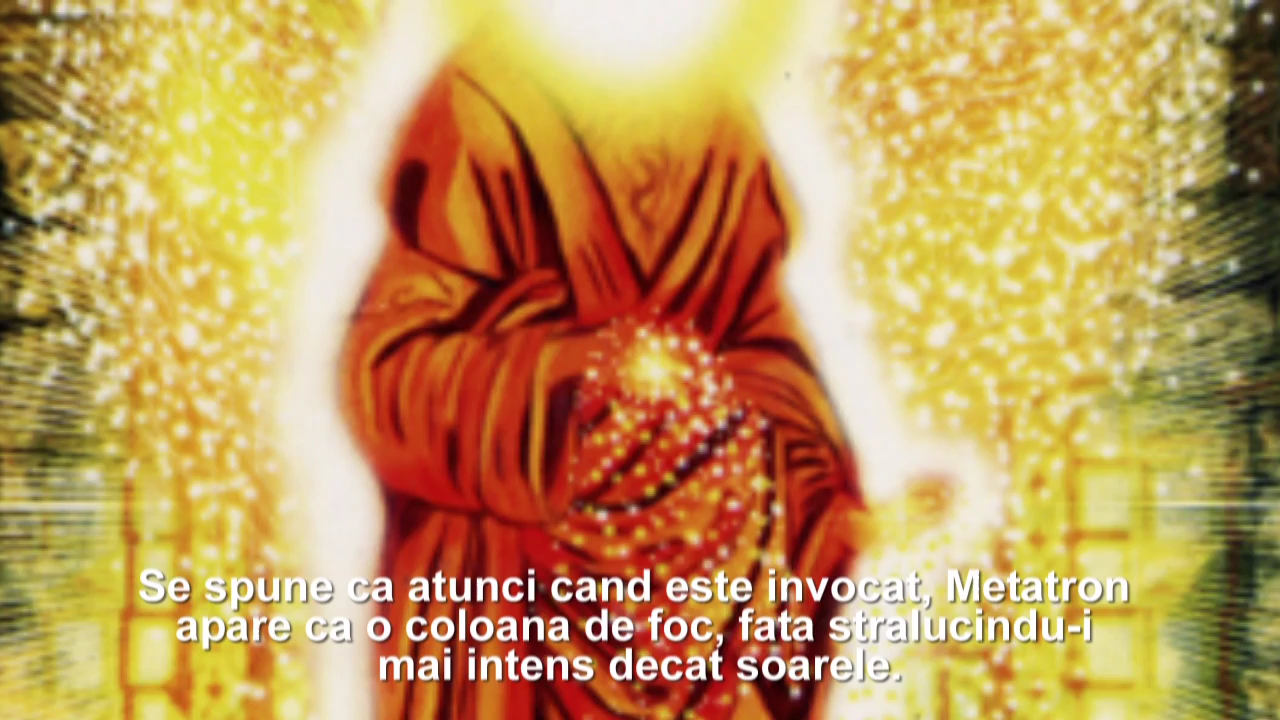 Se spune ca atunci cand este invocat, Metatron
apare ca o coloana de foc, fata stralucindu-i
mai intens decat soarele.